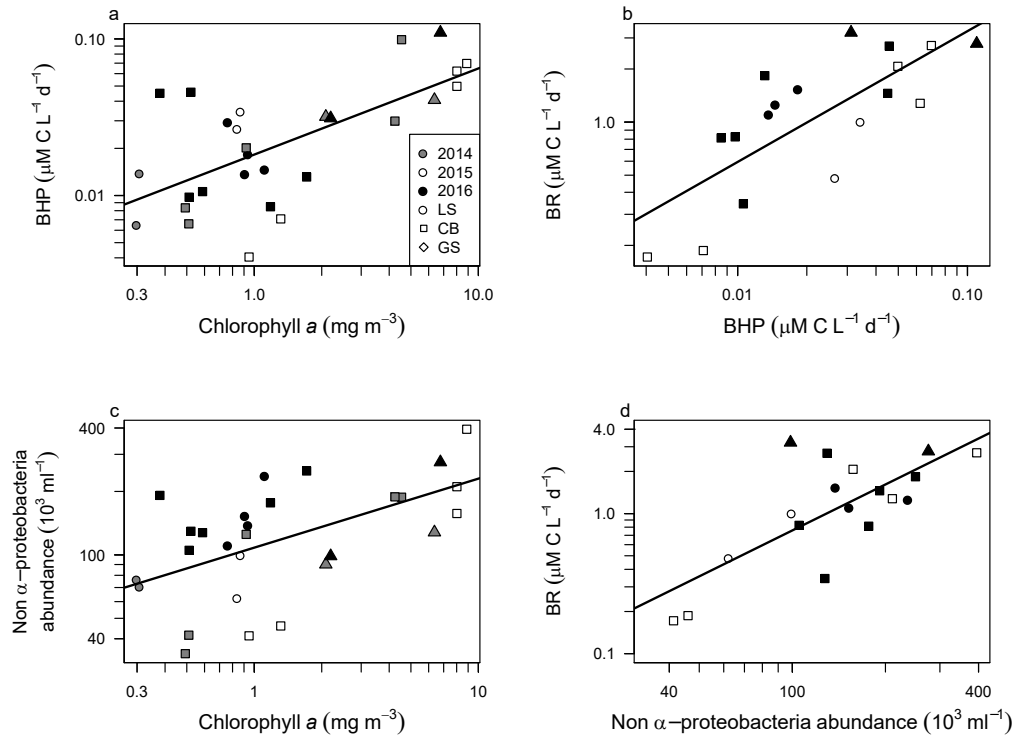 a
0.10
0.01
BHP (μM C L⁻¹ d⁻¹)
2014
2015
2016
LS
CB
GS
0.3
1.0
10.0
Chlorophyll a (mg m⁻³)
b
1.0
BR (μM C L⁻¹ d⁻¹)
0.01
0.10
BHP (μM C L⁻¹ d⁻¹)
c
400
100
40
Non α−proteobacteria
abundance (10³ ml⁻¹)
0.3
1
10
Chlorophyll a (mg m⁻³)
d
4.0
1.0
0.1
BR (μM C L⁻¹ d⁻¹)
40
100
400
Non α−proteobacteria abundance (10³ ml⁻¹)